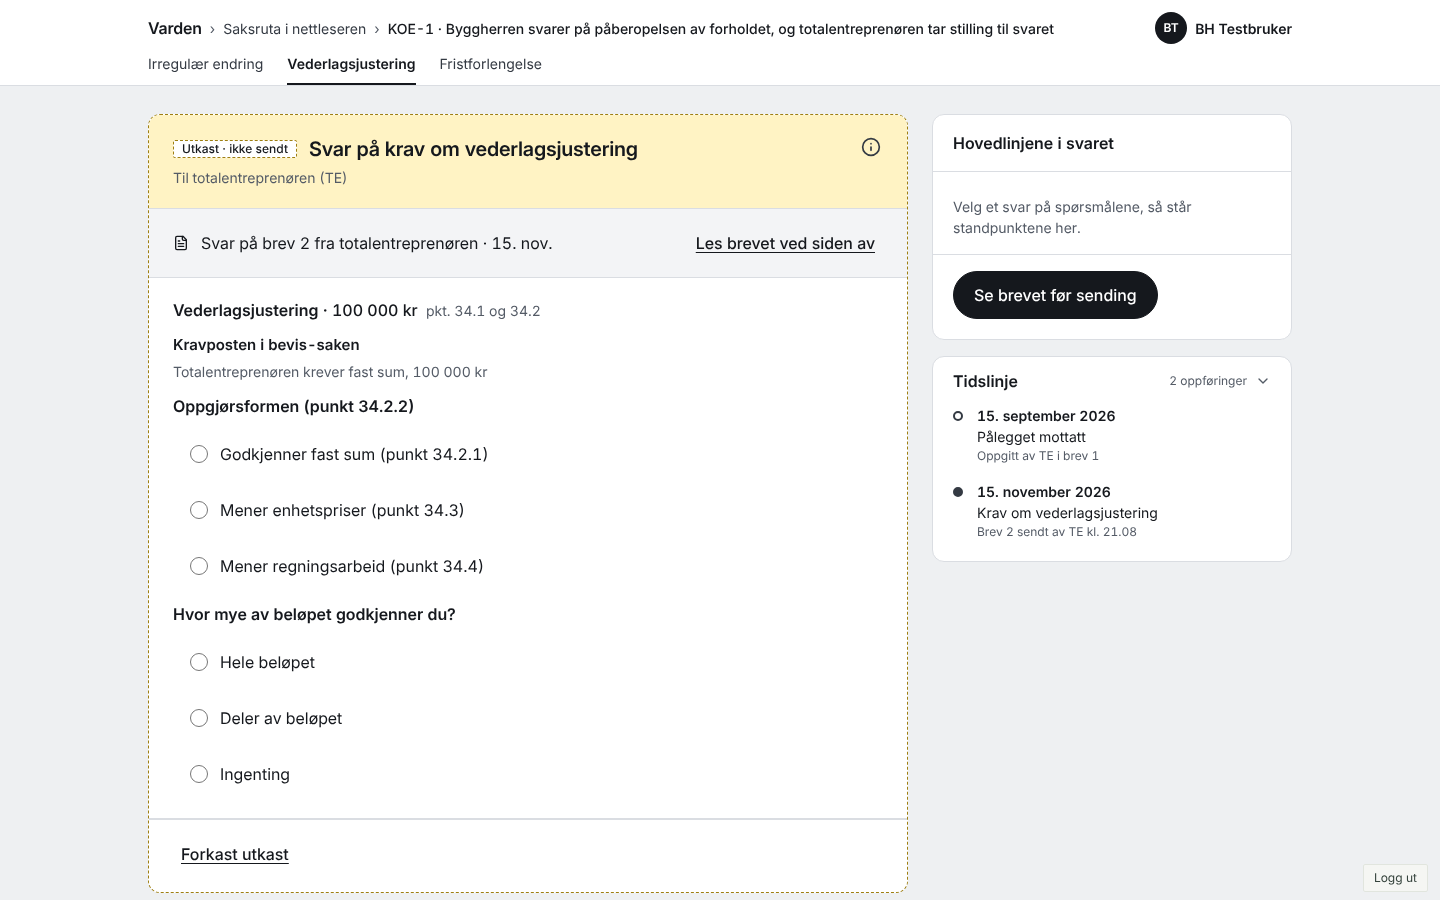 Varden › Saksruta i nettleseren › KOE-1 · Byggherren svarer på påberopelsen av forholdet, og totalentreprenøren tar stilling til svaret
BT BH Testbruker
Irregulær endring Vederlagsjustering Fristforlengelse
Utkast · ikke sendt Svar på krav om vederlagsjustering
Til totalentreprenøren (TE)
Svar på brev 2 fra totalentreprenøren · 15. nov. Les brevet ved siden av
Vederlagsjustering · 100 000 kr pkt. 34.1 og 34.2
Kravposten i bevis-saken
Totalentreprenøren krever fast sum, 100 000 kr
Oppgjørsformen (punkt 34.2.2)
Godkjenner fast sum (punkt 34.2.1)
Mener enhetspriser (punkt 34.3)
Mener regningsarbeid (punkt 34.4)
Hvor mye av beløpet godkjenner du?
Hele beløpet
Deler av beløpet
Ingenting
Forkast utkast
Hovedlinjene i svaret
Velg et svar på spørsmålene, så står
standpunktene her.
Se brevet før sending
Tidslinje 2 oppføringer
15. september 2026
Pålegget mottatt
Oppgitt av TE i brev 1
15. november 2026
Krav om vederlagsjustering
Brev 2 sendt av TE kl. 21.08
Logg ut